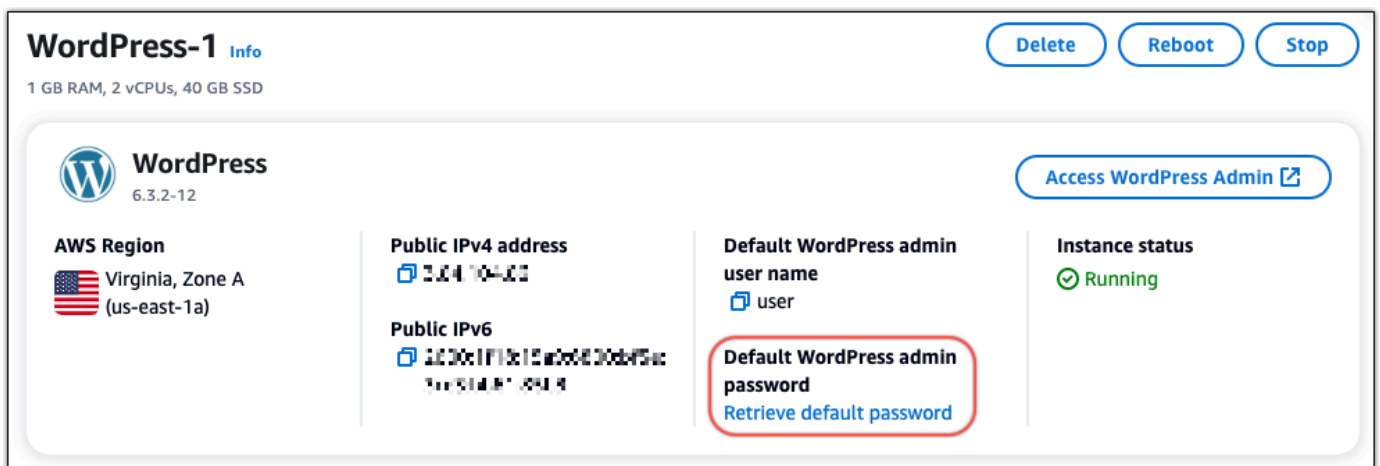 WordPress-1 Info
Delete
Reboot
Stop
1 GB RAM, 2 vCPUs, 40 GB SSD
WordPress
6.3.2-12
Access WordPress Admin
AWS Region
Virginia, Zone A
(us-east-1a)
Public IPv4 address
Public IPv6
Default WordPress admin
user name
user
Default WordPress admin
password
Retrieve default password
Instance status
Running